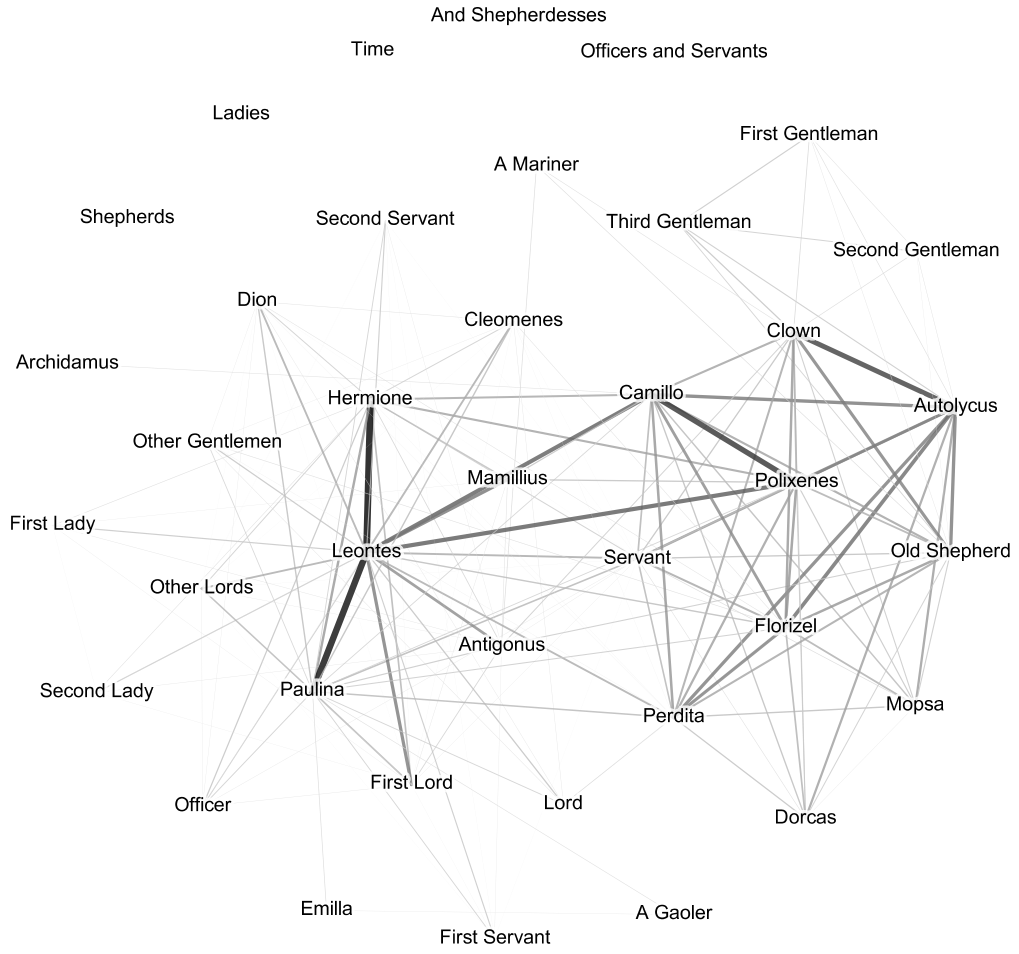 And Shepherdesses
Time
Officers and Servants
Ladies
First Gentleman
A Mariner
Shepherds
Second Servant
Third Gentleman
Second Gentleman
Dion
Cleomenes
Clown
Archidamus
Hermione
Camillo
Autolycus
Other Gentlemen
Mamillius
Polixenes
First Lady
Leontes
Servant
Old Shepherd
Other Lords
Florizel
Antigonus
Second Lady
Paulina
Perdita
Mopsa
First Lord
Officer
Lord
Dorcas
Emilla
A Gaoler
First Servant